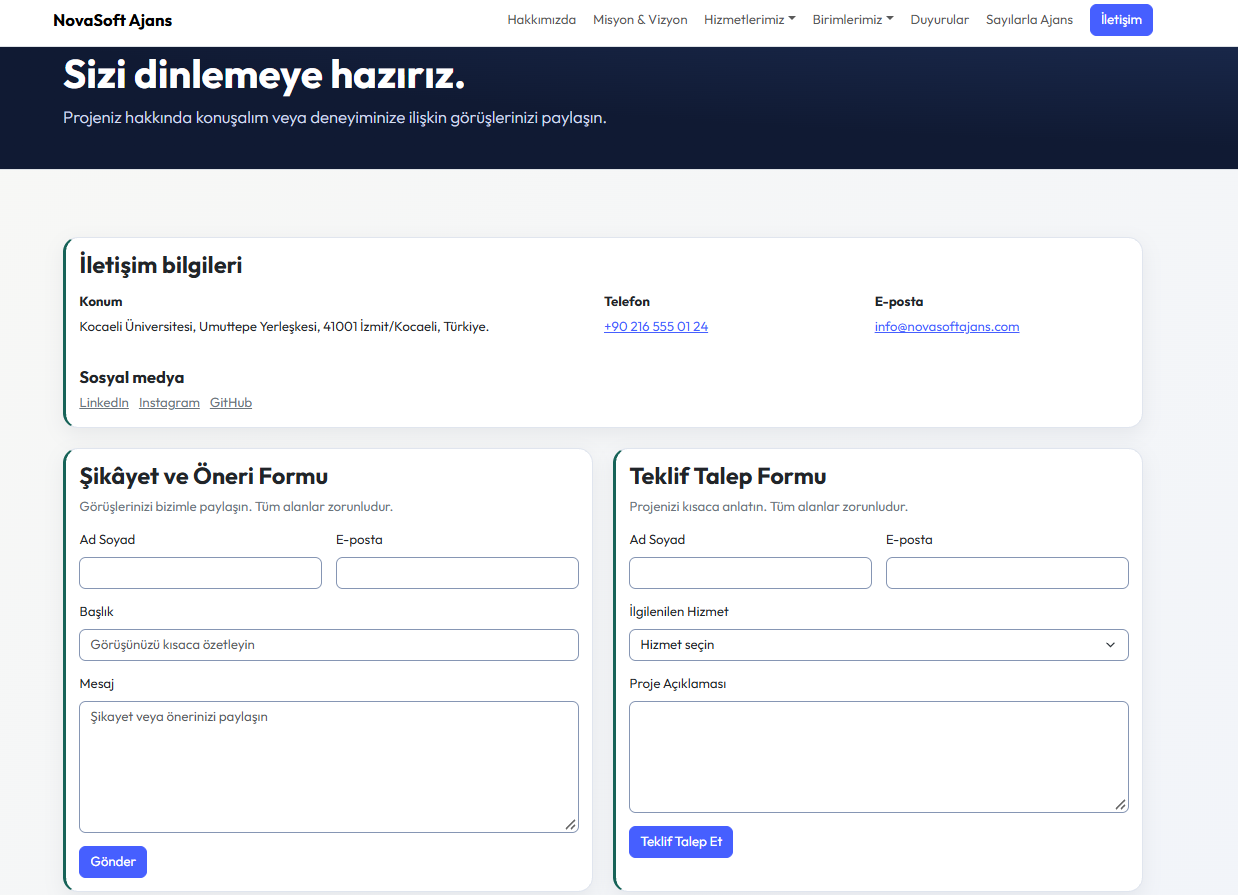 NovaSoft Ajans
Hakkımızda Misyon & Vizyon Hizmetlerimiz Birimlerimiz Duyurular Sayılarla Ajans İletişim
Sizi dinlemeye hazırız.
Projeniz hakkında konuşalım veya deneyiminize ilişkin görüşlerinizi paylaşın.
İletişim bilgileri
Konum
Kocaeli Üniversitesi, Umuttepe Yerleşkesi, 41001 İzmit/Kocaeli, Türkiye.
Telefon
+90 216 555 01 24
E-posta
info@novasoftajans.com
Sosyal medya
LinkedIn Instagram GitHub
Şikâyet ve Öneri Formu
Görüşlerinizi bizimle paylaşın. Tüm alanlar zorunludur.
Ad Soyad
E-posta
Başlık
Görüşünüzü kısaca özetleyin
Mesaj
Şikayet veya önerinizi paylaşın
Gönder
Teklif Talep Formu
Projenizi kısaca anlatın. Tüm alanlar zorunludur.
Ad Soyad
E-posta
İlgilenilen Hizmet
Hizmet seçin
Proje Açıklaması
Teklif Talep Et